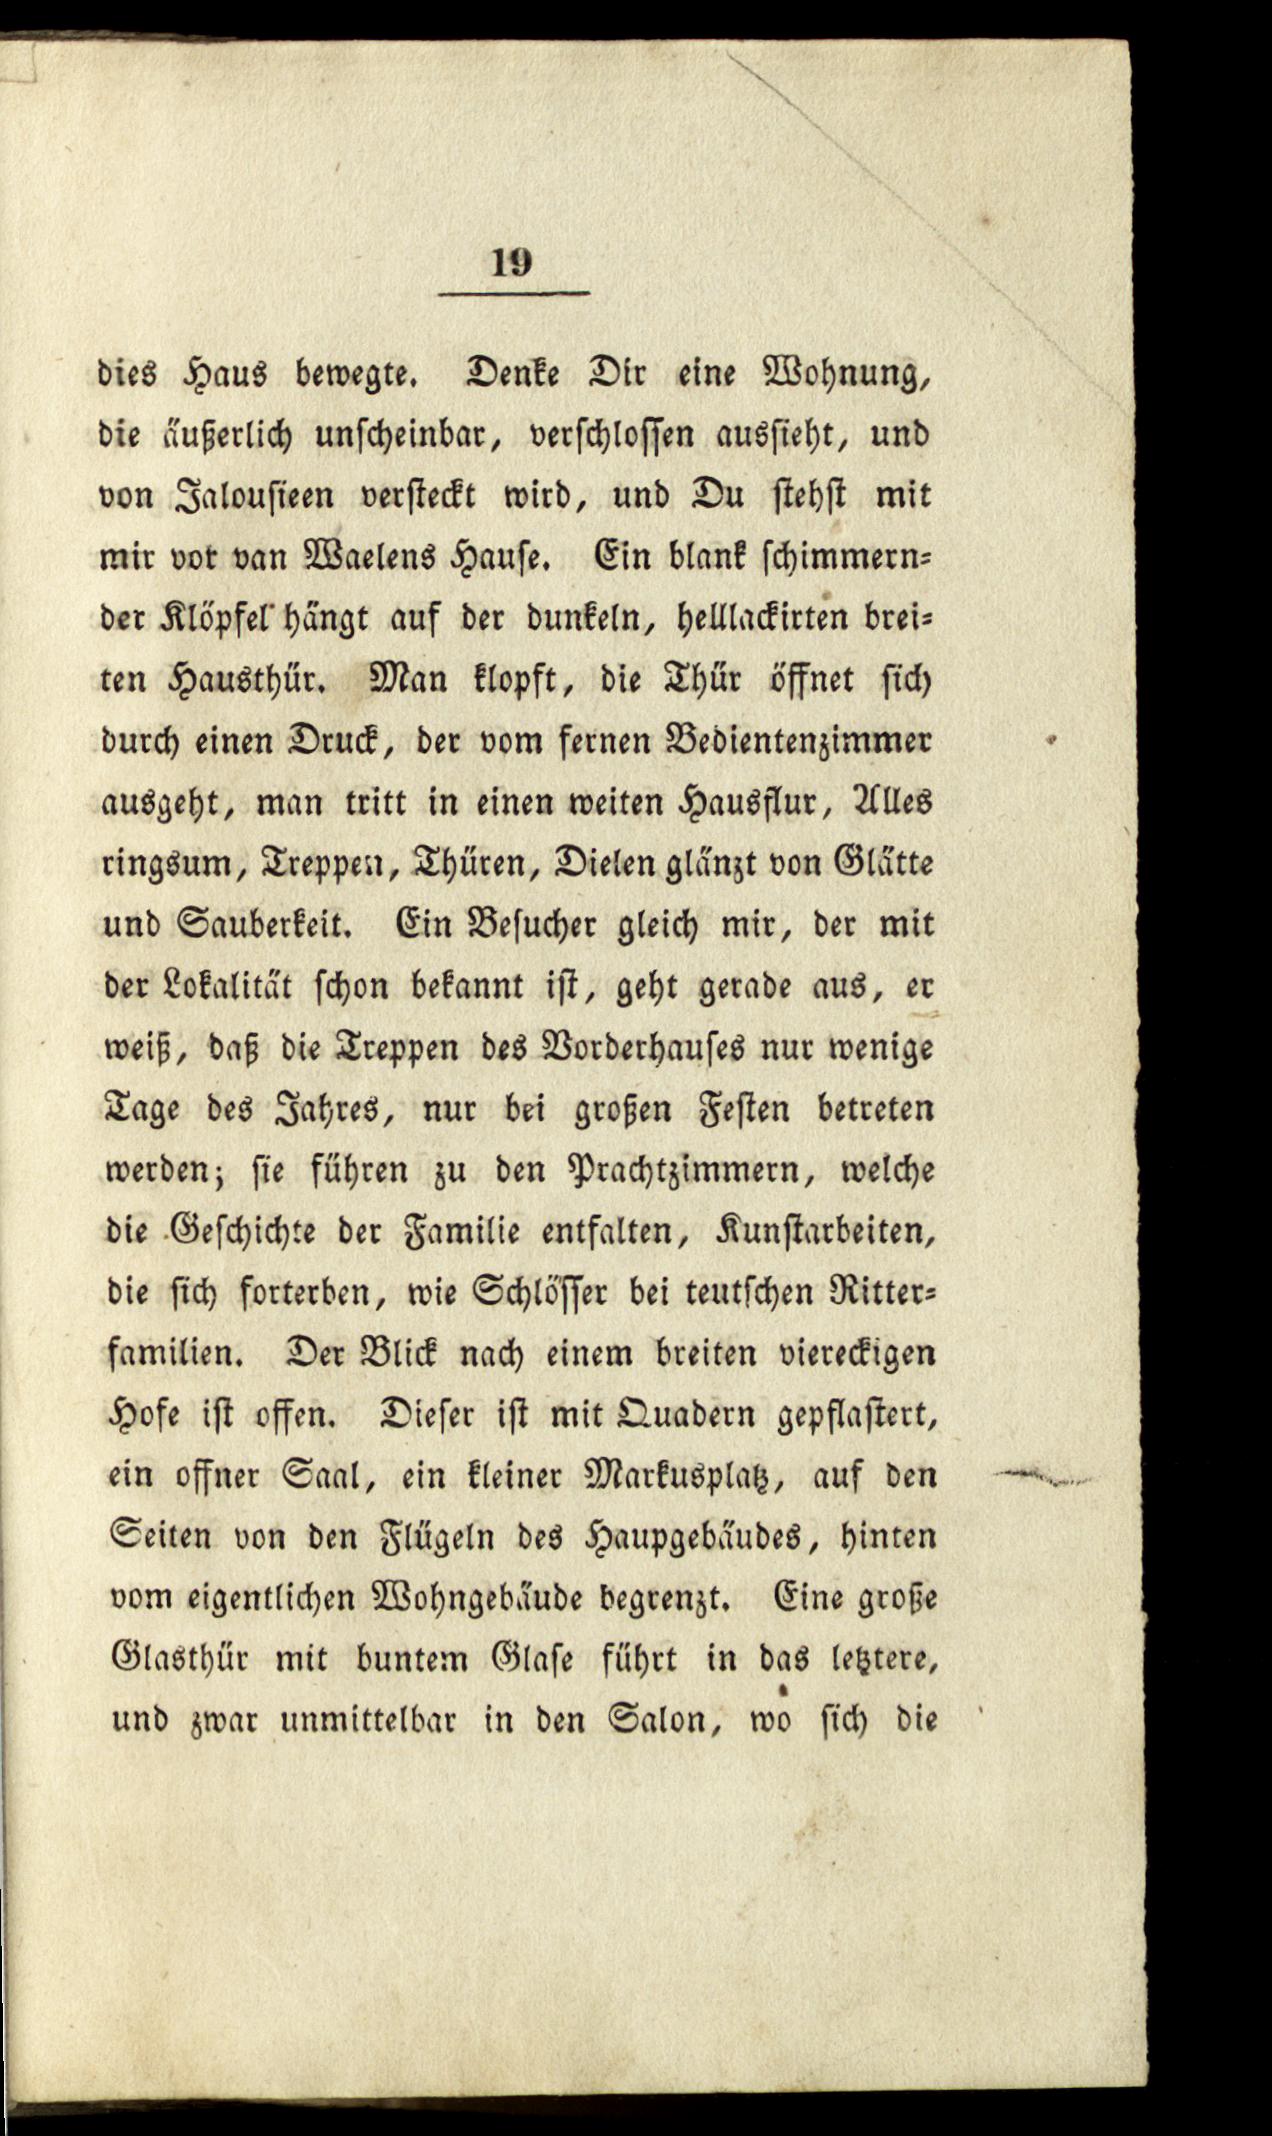 19
dies Haus bewegte. Denke Dir eine Wohnung,
die äußerlich unscheinbar, verschlossen aussieht, und
von Jalousieen versteckt wird, und Du stehst mit
mir vor van Waelens Hause. Ein blank schimmern=
der Klöpfel hängt auf der dunkeln, helllackirten brei=
ten Hausthür. Man klopft, die Thür öffnet sich
durch einen Druck, der vom fernen Bedientenzimmer
ausgeht, man tritt in einen weiten Hausflur, Alles
ringsum, Treppen, Thüren, Dielen glänzt von Glätte
und Sauberkeit. Ein Besucher gleich mir, der mit
der Lokalität schon bekannt ist, geht gerade aus, er
weiß, daß die Treppen des Vorderhauses nur wenige
Tage des Jahres, nur bei großen Festen betreten
werden; sie führen zu den Prachtzimmern, welche
die Geschichte der Familie entfalten, Kunstarbeiten,
die sich forterben, wie Schlösser bei teutschen Ritter=
familien. Der Blick nach einem breiten viereckigen
Hofe ist offen. Dieser ist mit Quadern gepflastert,
ein offner Saal, ein kleiner Markusplatz, auf den
Seiten von den Flügeln des Haupgebäudes, hinten
vom eigentlichen Wohngebäude begrenzt. Eine große
Glasthür mit buntem Glase führt in das letztere,
und zwar unmittelbar in den Salon, wo sich die